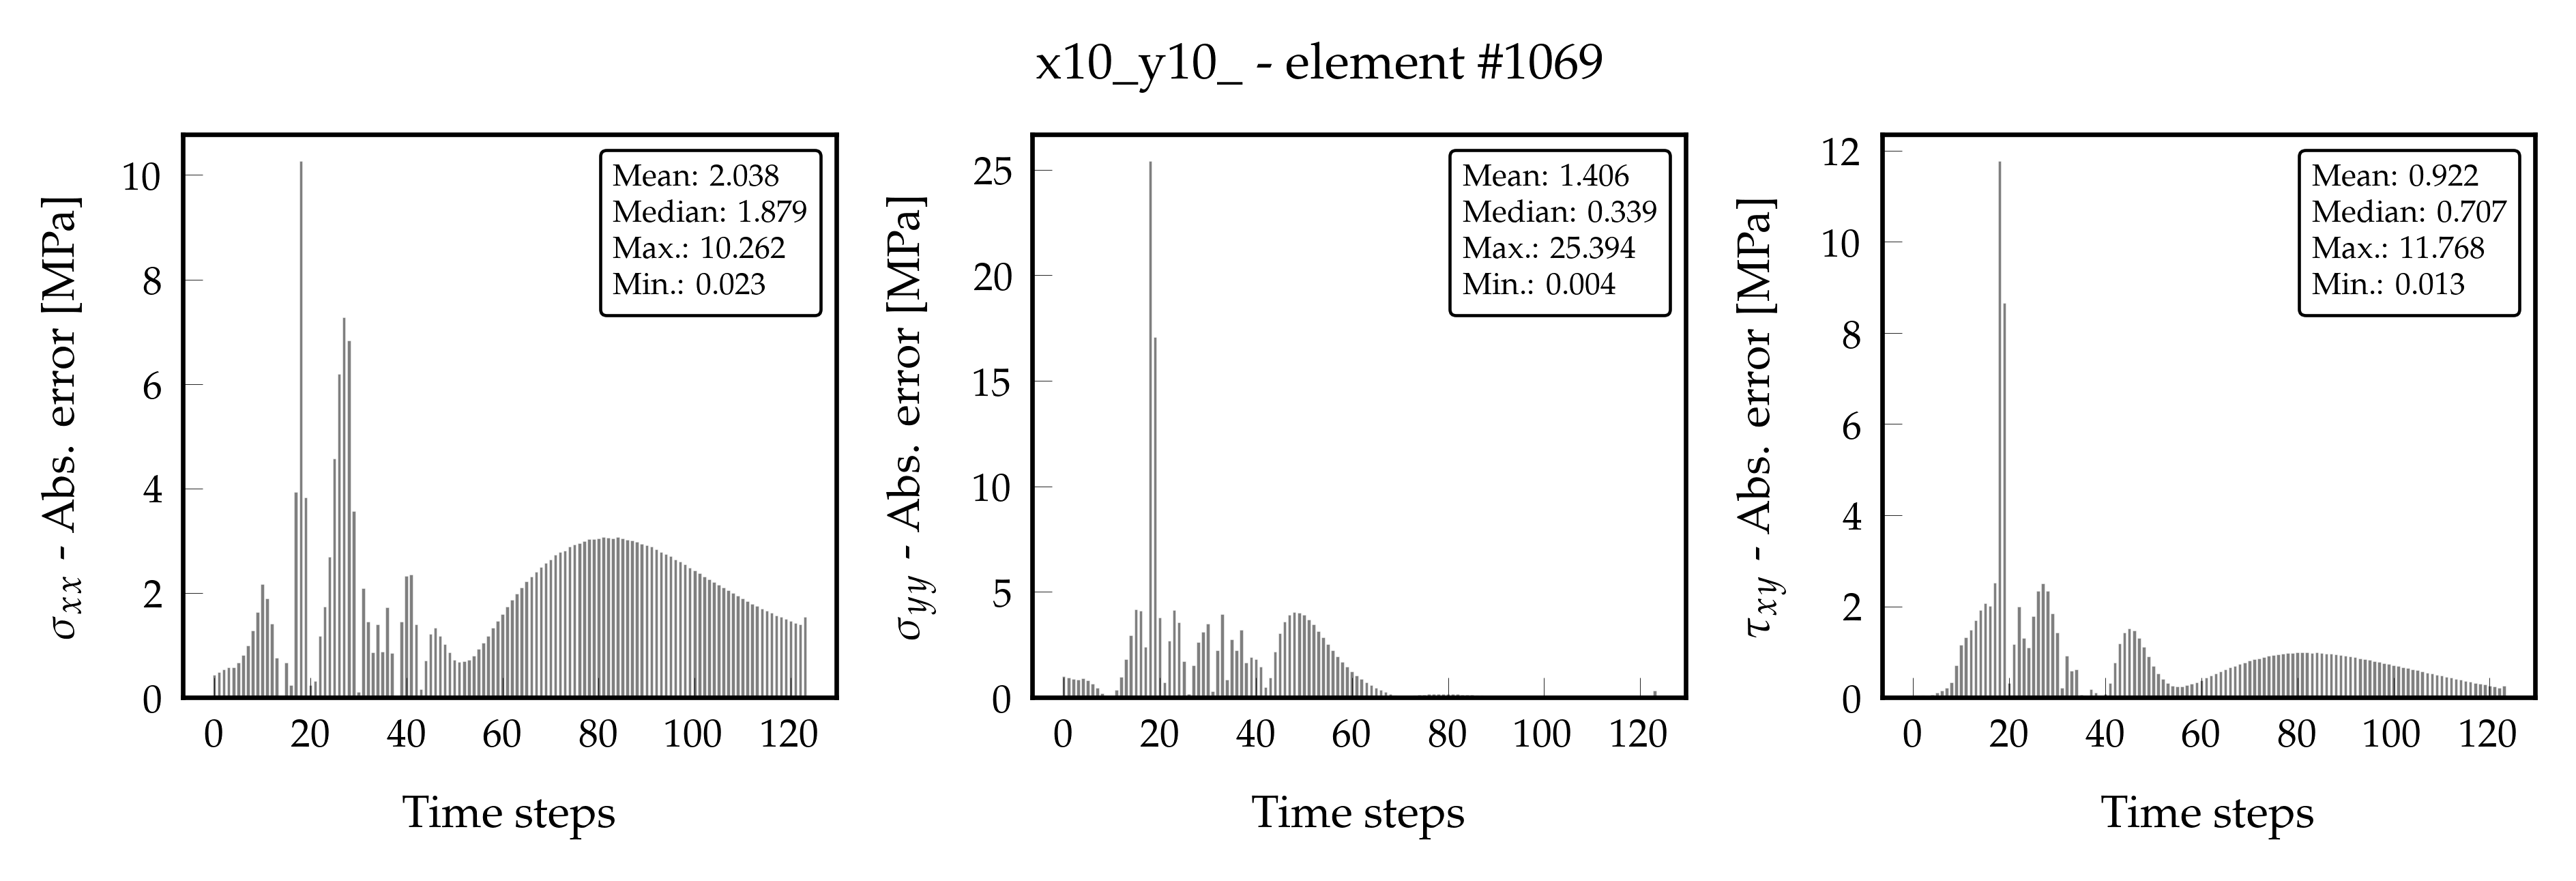 x10_y10_ - element #1069
σxx - Abs. error [MPa]
10
8
6
4
2
0
Mean: 2.038
Median: 1.879
Max.: 10.262
Min.: 0.023
0 20 40 60 80 100 120
Time steps
σyy - Abs. error [MPa]
25
20
15
10
5
0
Mean: 1.406
Median: 0.339
Max.: 25.394
Min.: 0.004
0 20 40 60 80 100 120
Time steps
τxy - Abs. error [MPa]
12
10
8
6
4
2
0
Mean: 0.922
Median: 0.707
Max.: 11.768
Min.: 0.013
0 20 40 60 80 100 120
Time steps